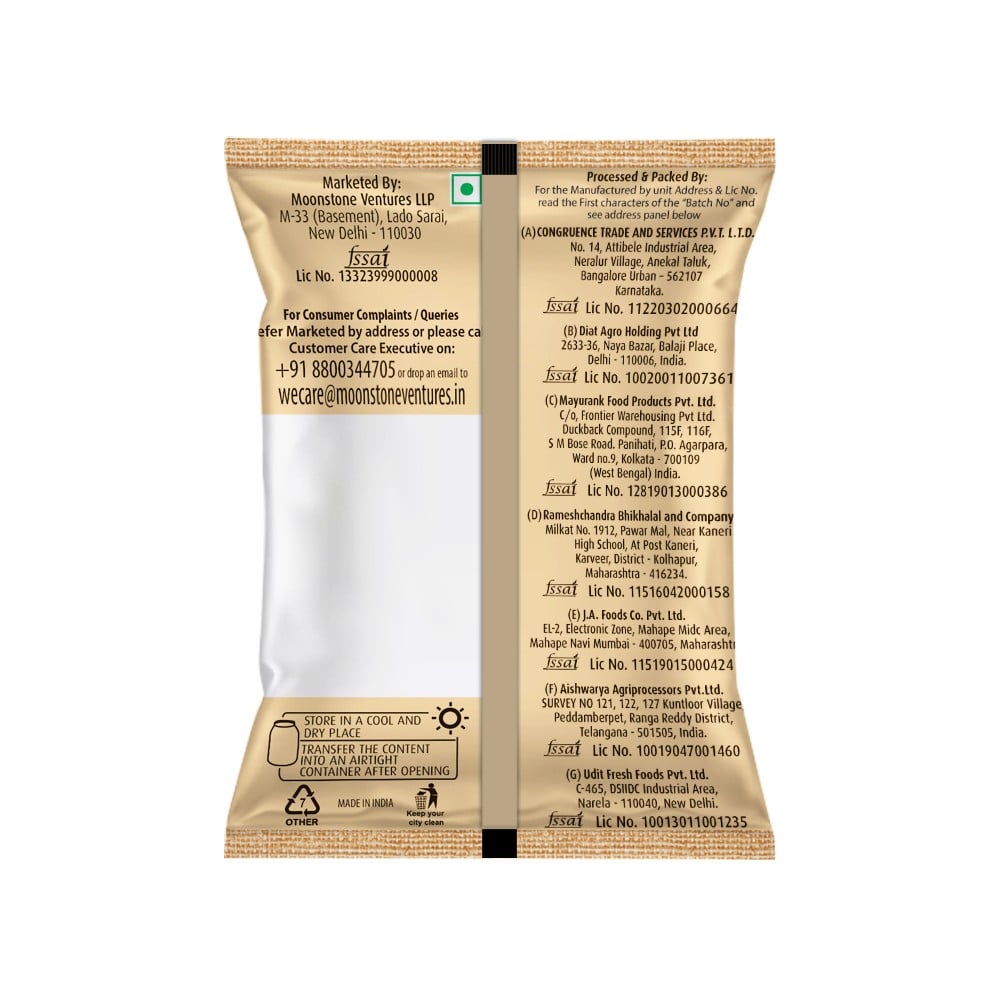 Marketed By:
Moonstone Ventures LLP
M-33 (Basement), Lado Sarai,
New Delhi - 110030
fssai
Lic No. 13323999000008
For Consumer Complaints / Queries
efer Marketed by address or please ca
Customer Care Executive on:
+91 8800344705 or drop an email to
wecare@moonstoneventures.in
STORE IN A COOL AND
DRY PLACE
TRANSFER THE CONTENT
INTO AN AIRTIGHT
CONTAINER AFTER OPENING
7
OTHER
MADE IN INDIA
Keep your
city clean
Processed & Packed By:
For the Manufactured by unit Address & Lic No.
read the First characters of the "Batch No" and
see address panel below
(A) CONGRUENCE TRADE AND SERVICES P.V.T. L.T.D.
No. 14, Attibele Industrial Area,
Neralur Village, Anekal Taluk,
Bangalore Urban - 562107
Karnataka.
fssai Lic No. 11220302000664
(B) Diat Agro Holding Pvt Ltd
2633-36, Naya Bazar, Balaji Place,
Delhi - 110006, India.
fssai Lic No. 10020011007361
(C) Mayurank Food Products Pvt. Ltd.
C/o, Frontier Warehousing Pvt Ltd.
Duckback Compound, 115F, 116F,
S M Bose Road. Panihati, P.O. Agarpara,
Ward no.9, Kolkata - 700109
(West Bengal) India.
fssai Lic No. 12819013000386
(D) Rameshchandra Bhikhalal and Company
Milkat No. 1912, Pawar Mal, Near Kaneri
High School, At Post Kaneri,
Karveer, District - Kolhapur,
Maharashtra - 416234.
fssai Lic No. 11516042000158
(E) J.A. Foods Co. Pvt. Ltd.
EL-2, Electronic Zone, Mahape Midc Area,
Mahape Navi Mumbai - 400705, Maharashtr
fssai Lic No. 11519015000424
(F) Aishwarya Agriprocessors Pvt.Ltd.
SURVEY NO 121, 122, 127 Kuntloor Village
Peddamberpet, Ranga Reddy District,
Telangana - 501505, India.
fssai Lic No. 10019047001460
(G) Udit Fresh Foods Pvt. Ltd.
C-465, DSIIDC Industrial Area,
Narela - 110040, New Delhi.
fssai Lic No. 10013011001235